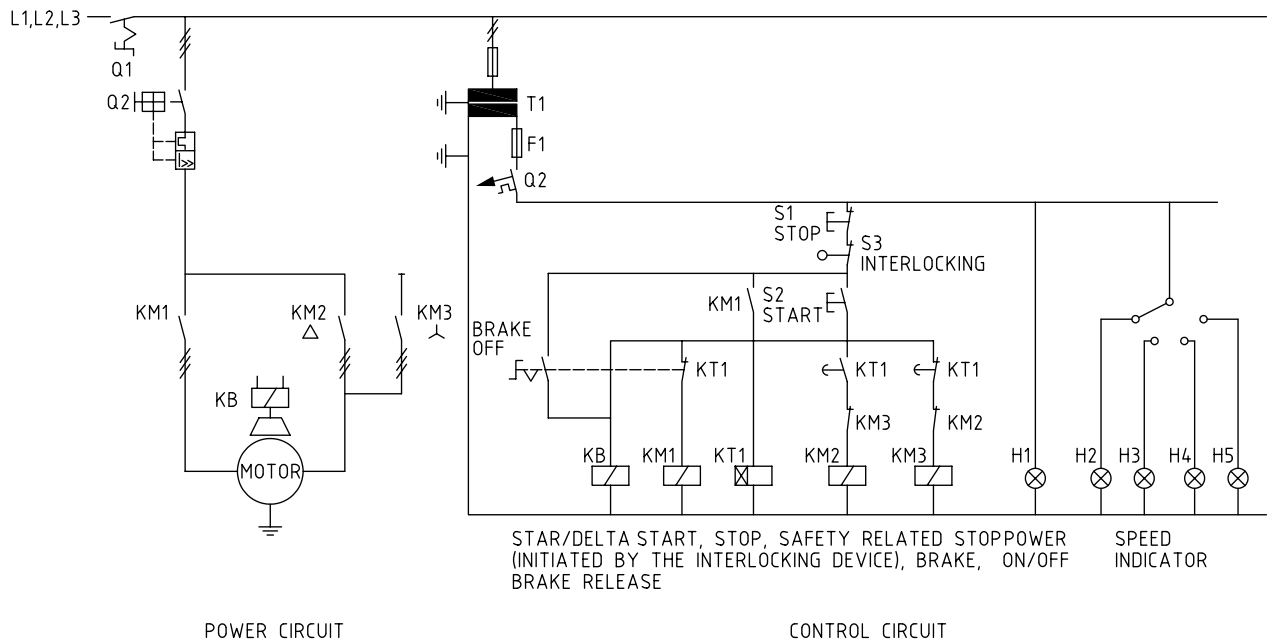 L1,L2,L3
Q1
Q2
T1
F1
Q2
S1
STOP
S3
INTERLOCKING
KM1
KM2
KM3
KM1
S2
START
BRAKE
OFF
KT1
KT1
KT1
KB
KM3
KM2
MOTOR
KB
KM1
KT1
KM2
KM3
H1
H2
H3
H4
H5
STAR/DELTA START, STOP, SAFETY RELATED STOP
(INITIATED BY THE INTERLOCKING DEVICE), BRAKE,
BRAKE RELEASE
POWER
ON/OFF
SPEED
INDICATOR
POWER CIRCUIT
CONTROL CIRCUIT